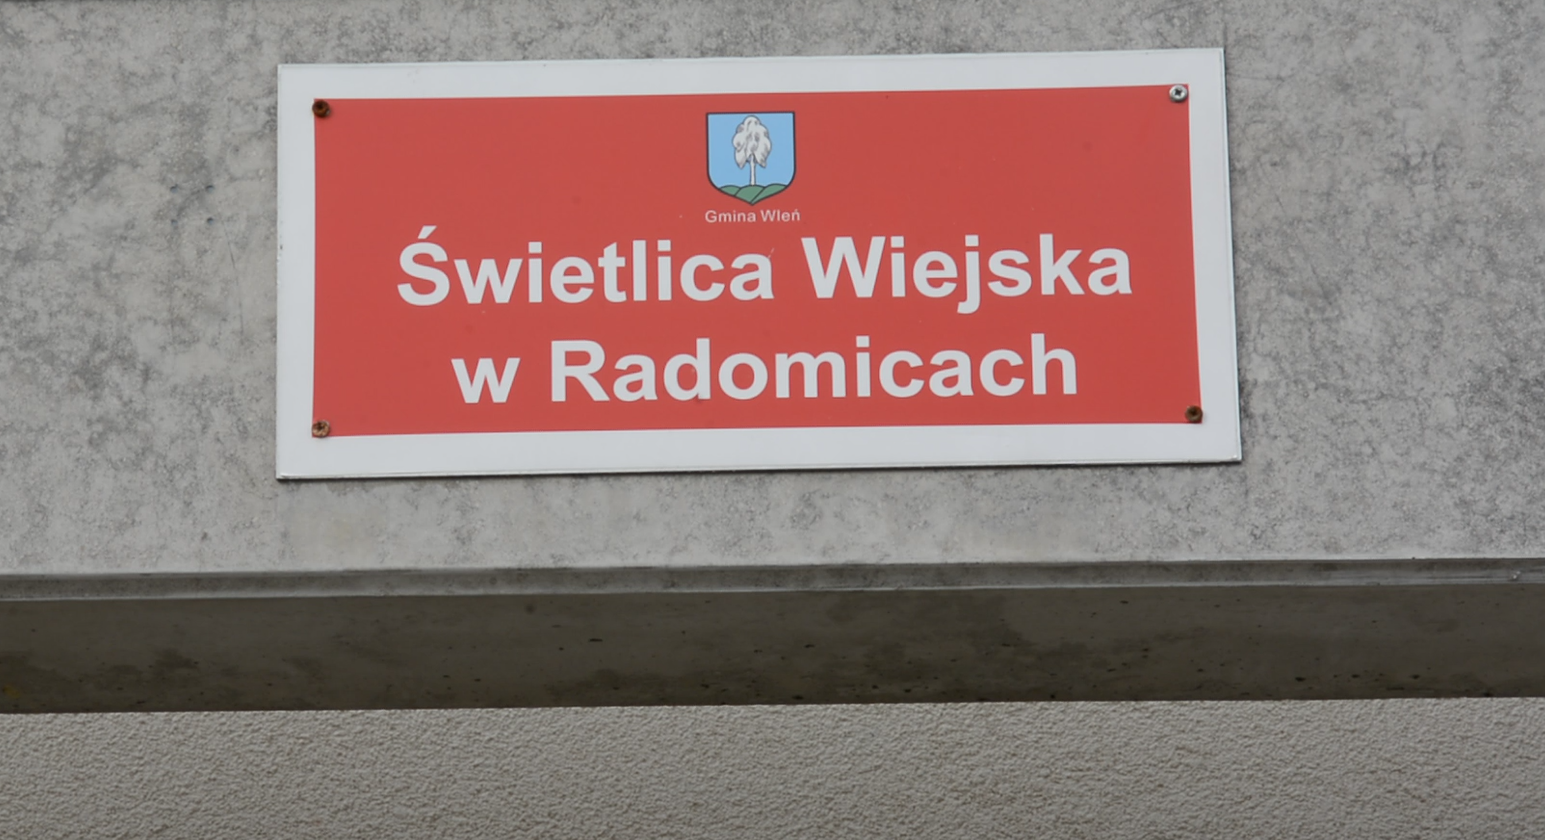 Gmina Wleń
Świetlica Wiejska
w Radomicach